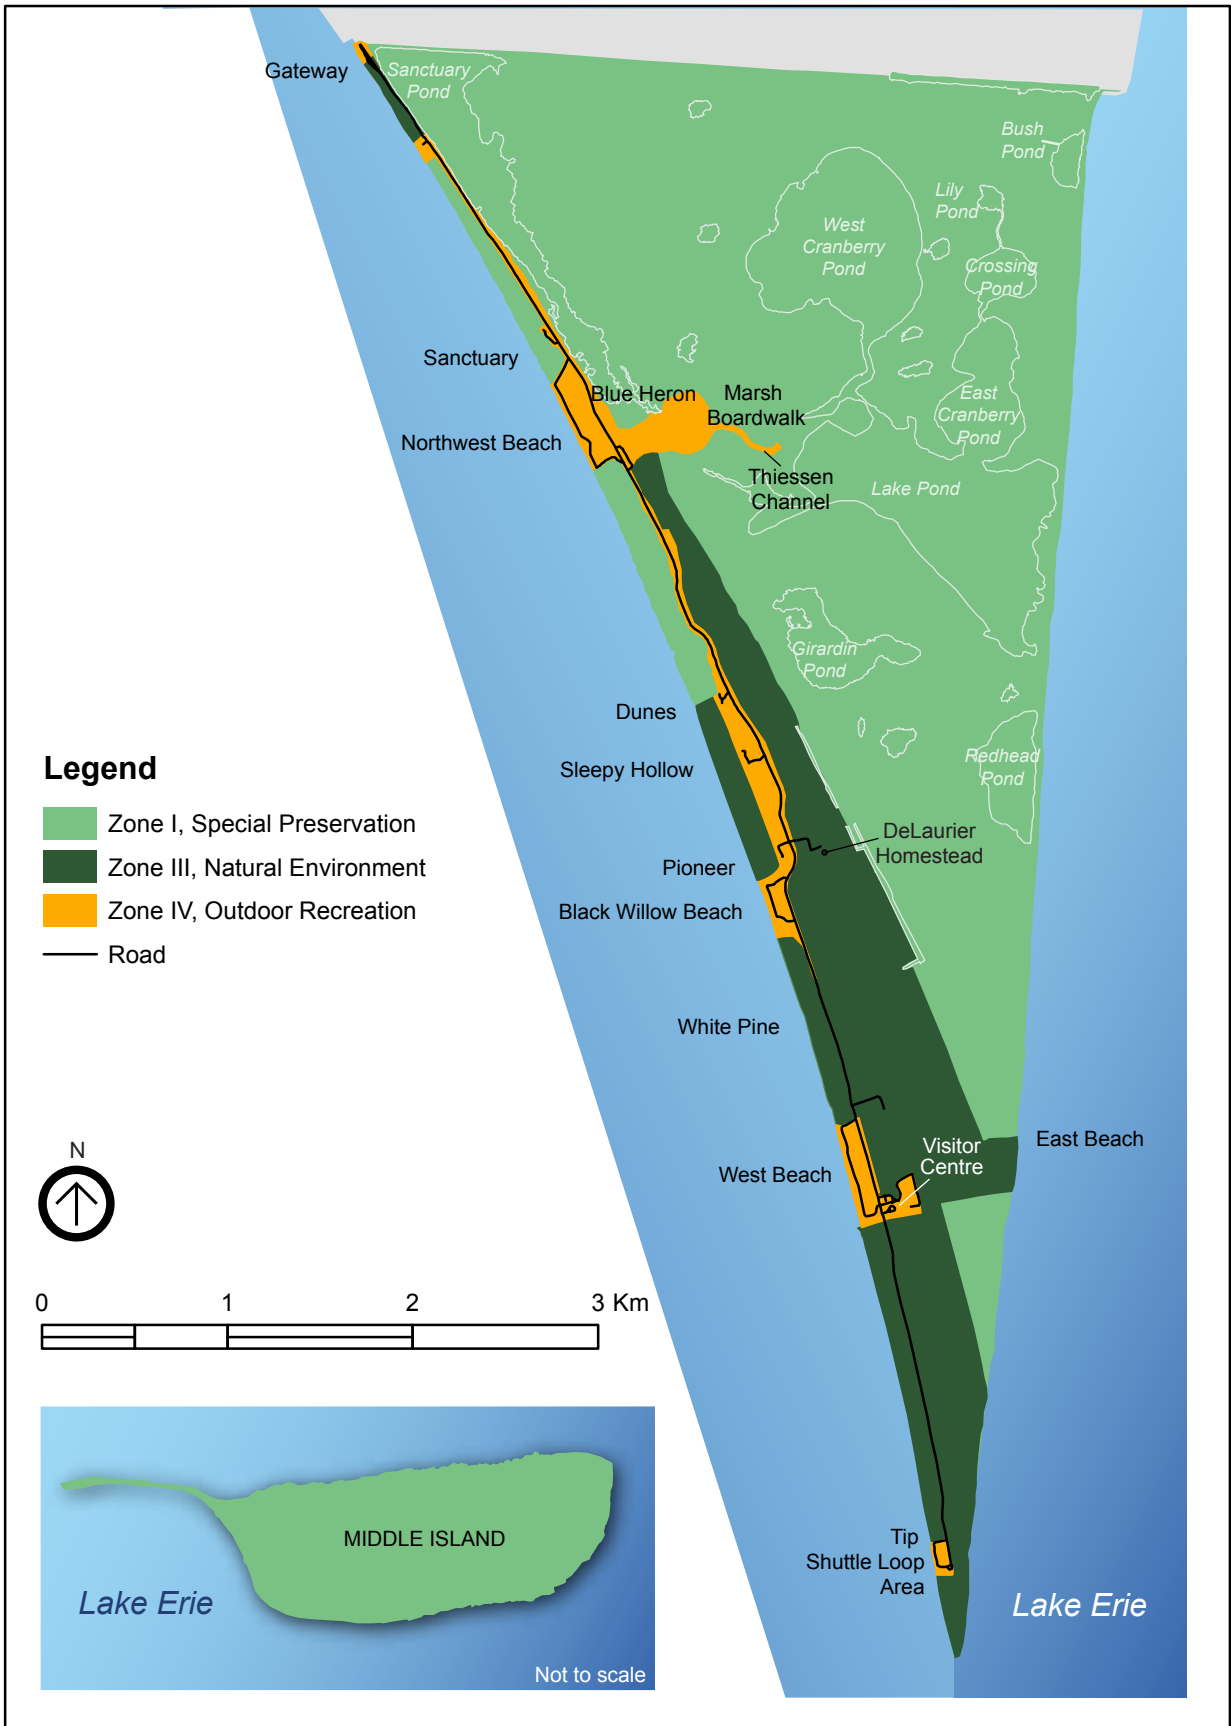 Gateway
Sanctuary
Pond
Bush
Pond
Lily
Pond
West
Cranberry
Pond
Crossing
Pond
Sanctuary
Blue Heron
Marsh
Boardwalk
East
Cranberry
Pond
Northwest Beach
Thiessen
Channel
Lake Pond
Girardin
Pond
Dunes
Sleepy Hollow
Redhead
Pond
Legend
Zone I, Special Preservation
Zone III, Natural Environment
Zone IV, Outdoor Recreation
Road
DeLaurier
Homestead
Pioneer
Black Willow Beach
White Pine
East Beach
Visitor
Centre
West Beach
N
0 1 2 3 Km
MIDDLE ISLAND
Lake Erie
Not to scale
Tip
Shuttle Loop
Area
Lake Erie